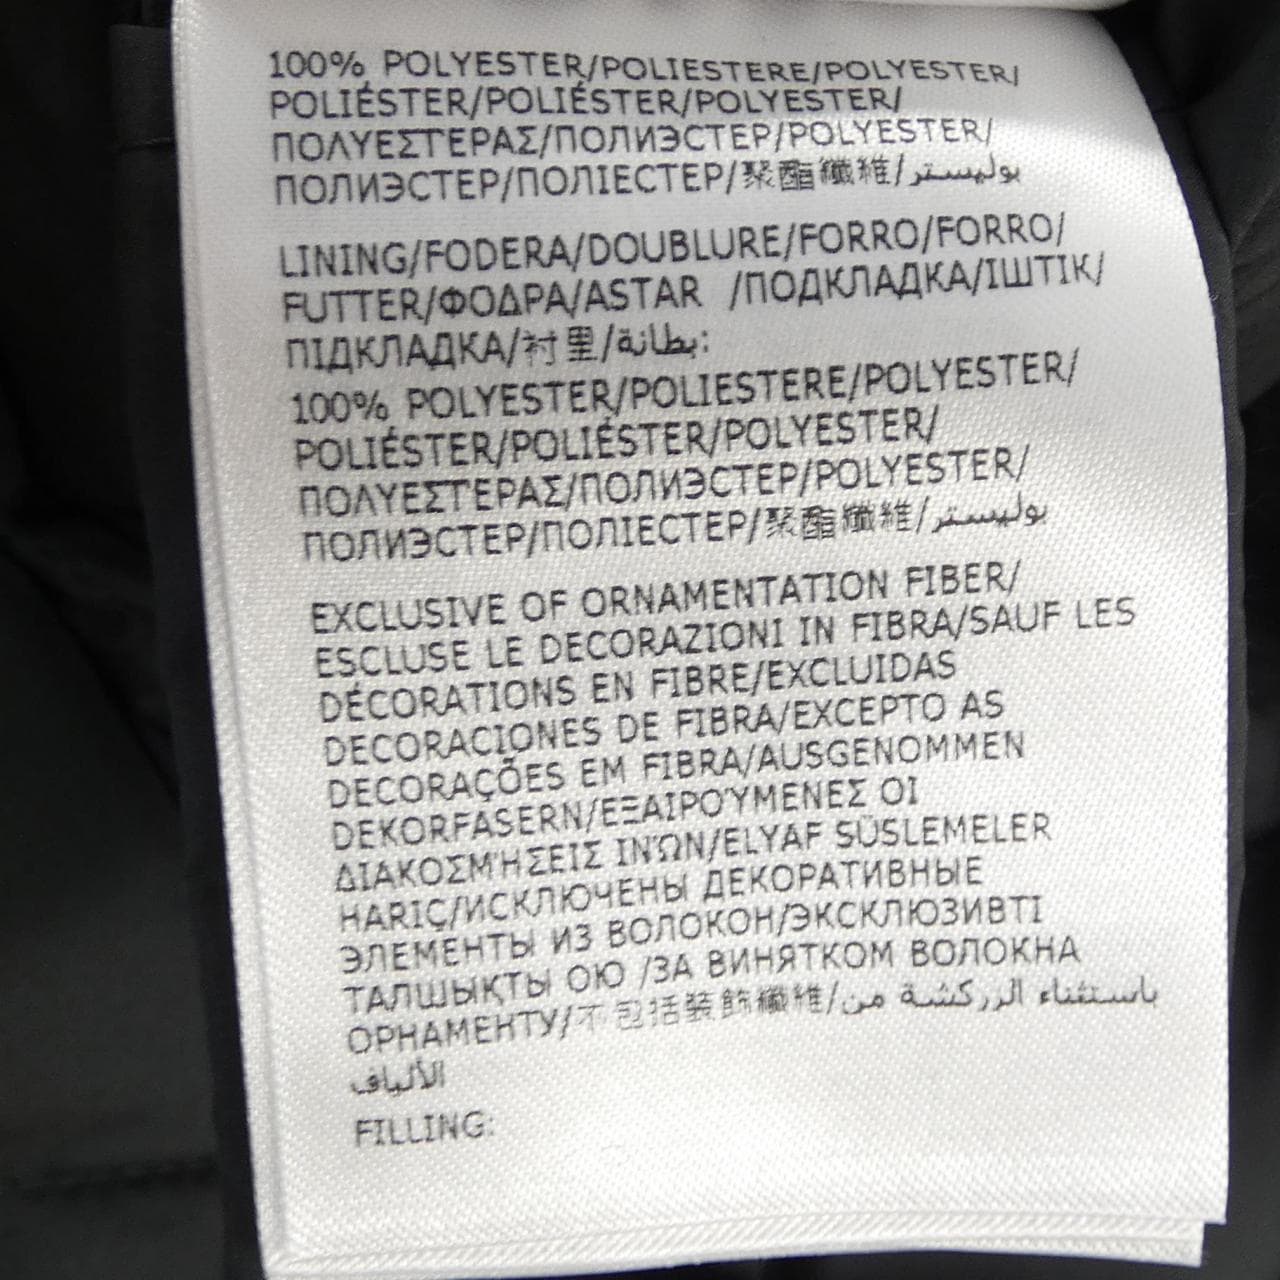 100% POLYESTER/POLIESTERE/POLYESTER/
POLIÉSTER/POLIÉSTER/POLYESTER/
ΠΟΛΥΕΣΤΕΡΑΣ/ПОЛИЭСТЕР/POLYESTER/
ПОЛИЭСТЕР/ПОЛІЕСТЕР/聚酯纖維/بوليستر
LINING/FODERA/DOUBLURE/FORRO/FORRO/
FUTTER/ΦΟΔΡΑ/ASTAR /ПОДКЛАДКА/ІШТІК/
ПІДКЛАДКА/衬里/بطانة:
100% POLYESTER/POLIESTERE/POLYESTER/
POLIÉSTER/POLIÉSTER/POLYESTER/
ΠΟΛΥΕΣΤΕΡΑΣ/ПОЛИЭСТЕР/POLYESTER/
ПОЛИЭСТЕР/ПОЛІЕСТЕР/聚酯纖維/بوليستر
EXCLUSIVE OF ORNAMENTATION FIBER/
ESCLUSE LE DECORAZIONI IN FIBRA/SAUF LES
DÉCORATIONS EN FIBRE/EXCLUIDAS
DECORACIONES DE FIBRA/EXCEPTO AS
DECORAÇÕES EM FIBRA/AUSGENOMMEN
DEKORFASERN/ΕΞΑΙΡΟΎΜΕΝΕΣ ΟΙ
ΔΙΑΚΟΣΜΉΣΕΙΣ ΙΝΏΝ/ELYAF SÜSLEMELER
HARIÇ/ИСКЛЮЧЕНЫ ДЕКОРАТИВНЫЕ
ЭЛЕМЕНТЫ ИЗ ВОЛОКОН/ЭКСКЛЮЗИВТІ
ТАЛШЫҚТЫ ОЮ /ЗА ВИНЯТКОМ ВОЛОКНА
ОРНАМЕНТУ/不包括装飾纖維/باستثناء الزركشة من
الألياف
FILLING: